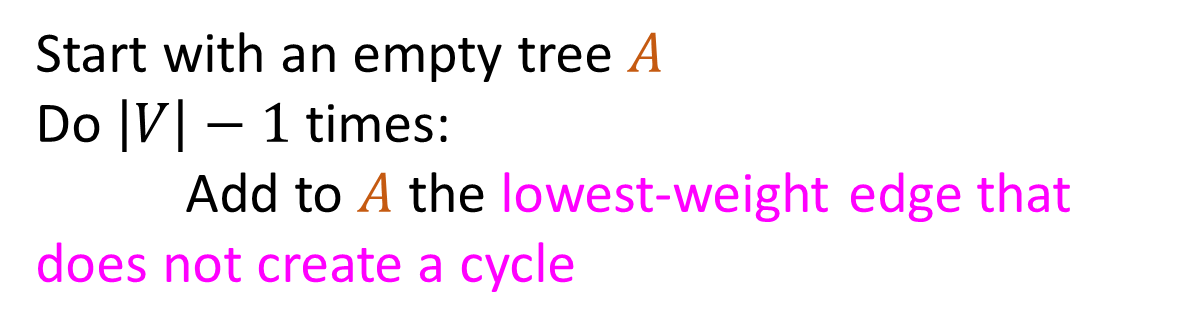 Start with an empty tree 𝐴
Do |𝑉| − 1 times:
Add to 𝐴 the lowest-weight edge that
does not create a cycle